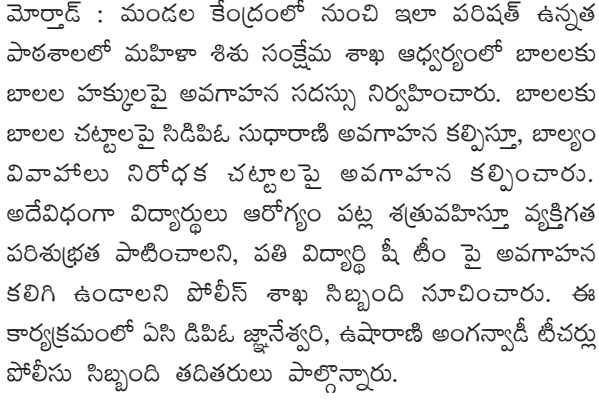 మోర్తాడ్ : మండల కేంద్రంలో నుంచి ఇలా పరిషత్ ఉన్నత
పాఠశాలలో మహిళా శిశు సంక్షేమ శాఖ ఆధ్వర్యంలో బాలలకు
బాలల హక్కులపై అవగాహన సదస్సు నిర్వహించారు. బాలలకు
బాలల చట్టాలపై సిడిపిఓ సుధారాణి అవగాహన కల్పిస్తూ, బాల్యం
వివాహాలు నిరోధక చట్టాలపై అవగాహన కల్పించారు.
అదేవిధంగా విద్యార్థులు ఆరోగ్యం పట్ల శత్రువహిస్తూ వ్యక్తిగత
పరిశుభ్రత పాటించాలని, పతి విద్యార్థి షీ టీం పై అవగాహన
కలిగి ఉండాలని పోలీస్ శాఖ సిబ్బంది సూచించారు. ఈ
కార్యక్రమంలో ఏసి డిపిఓ జ్ఞానేశ్వరి, ఉషారాణి అంగన్వాడీ టీచర్లు
పోలీసు సిబ్బంది తదితరులు పాల్గొన్నారు.